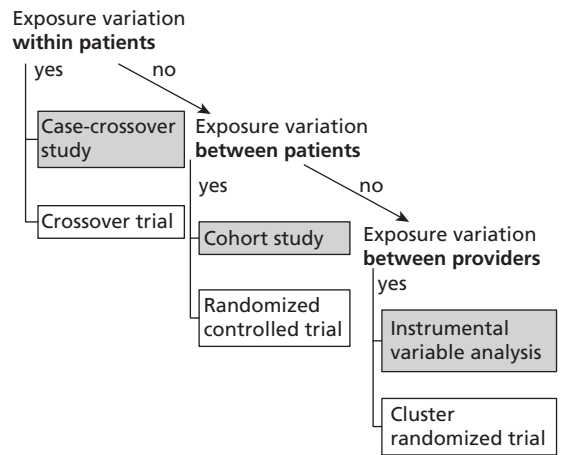 Exposure variation
within patients
yes
no
Case-crossover
study
Crossover trial
Exposure variation
between patients
yes
no
Cohort study
Randomized
controlled trial
Exposure variation
between providers
yes
Instrumental
variable analysis
Cluster
randomized trial